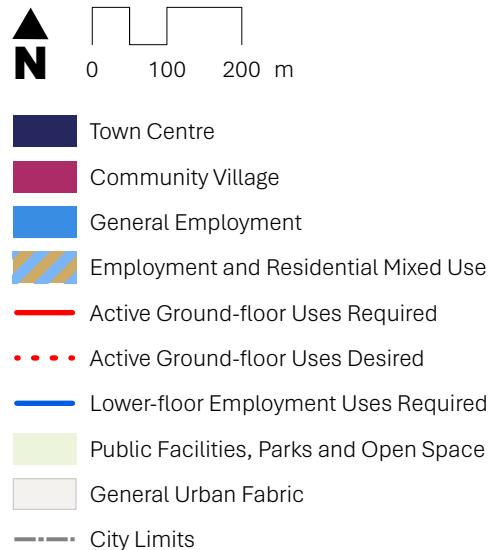 N
0 100 200 m
Town Centre
Community Village
General Employment
Employment and Residential Mixed Use
Active Ground-floor Uses Required
Active Ground-floor Uses Desired
Lower-floor Employment Uses Required
Public Facilities, Parks and Open Space
General Urban Fabric
City Limits